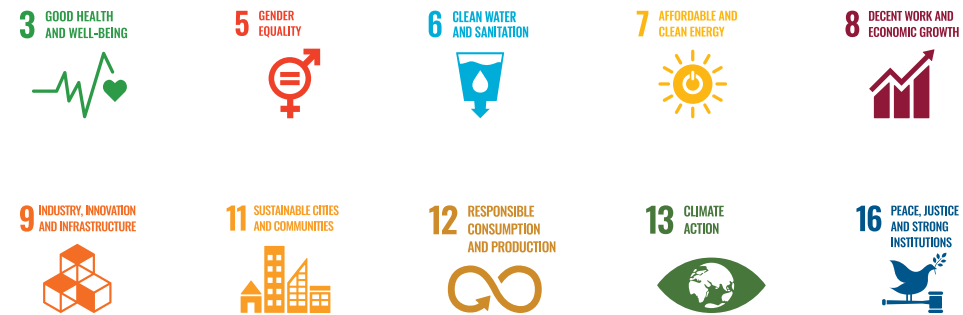 3 GOOD HEALTH
AND WELL-BEING
5 GENDER
EQUALITY
6 CLEAN WATER
AND SANITATION
7 AFFORDABLE AND
CLEAN ENERGY
8 DECENT WORK AND
ECONOMIC GROWTH
9 INDUSTRY, INNOVATION
AND INFRASTRUCTURE
11 SUSTAINABLE CITIES
AND COMMUNITIES
12 RESPONSIBLE
CONSUMPTION
AND PRODUCTION
13 CLIMATE
ACTION
16 PEACE, JUSTICE
AND STRONG
INSTITUTIONS